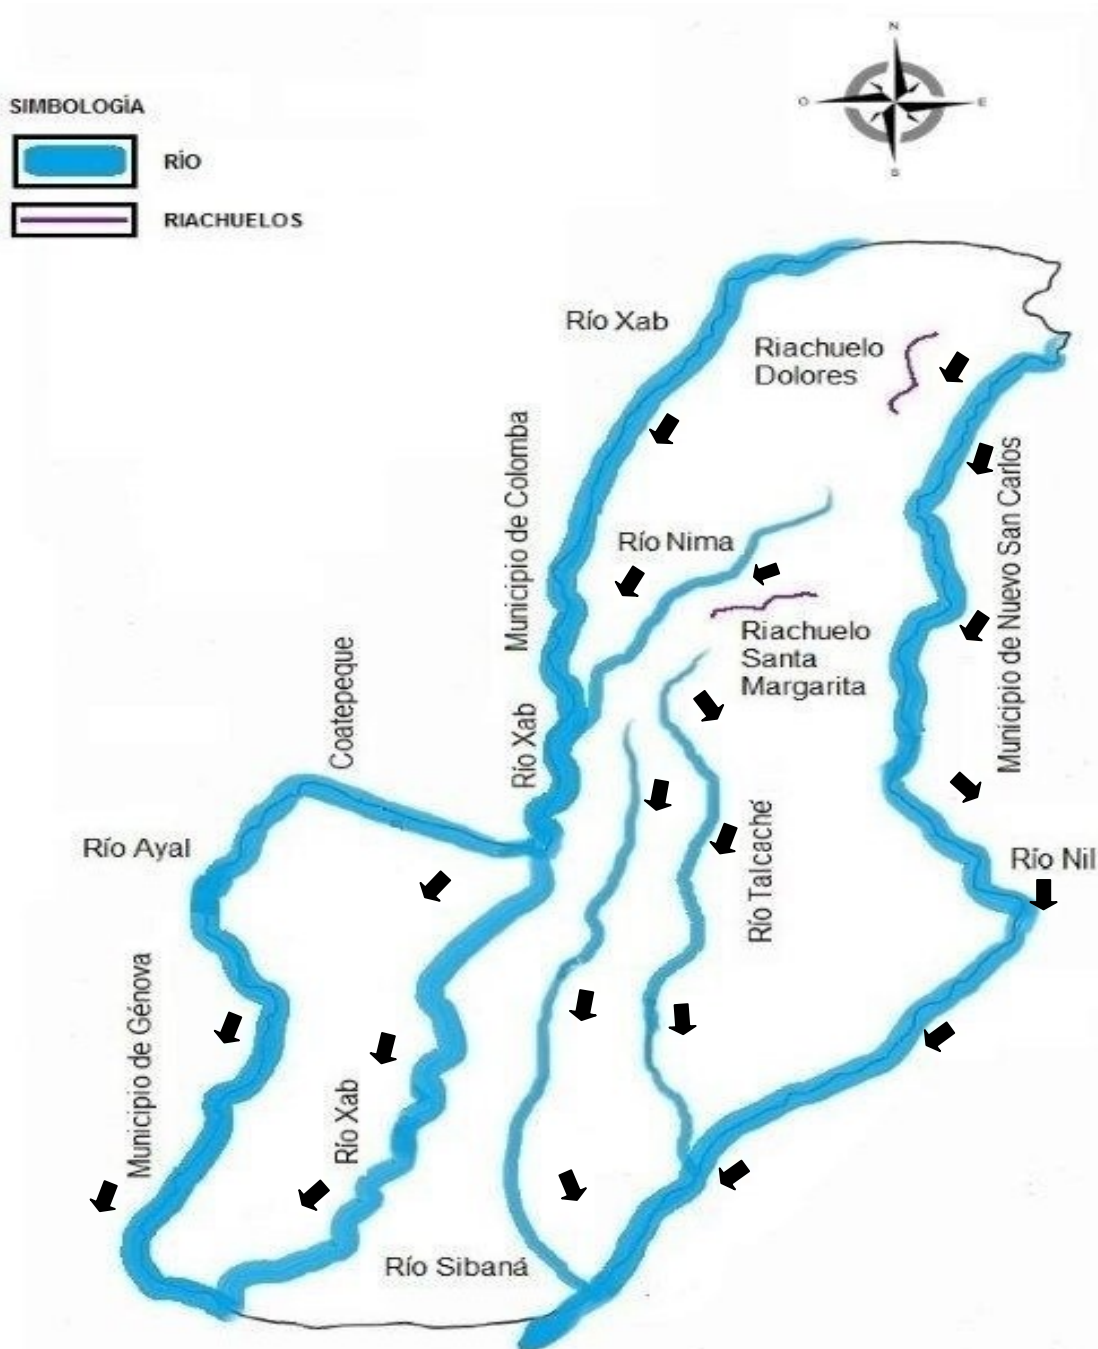 N
O
E
S
SIMBOLOGÍA
RÍO
RIACHUELOS
Río Xab
Riachuelo
Dolores
Municipio de Colomba
Municipio de Nuevo San Carlos
Río Nima
Riachuelo
Santa
Margarita
Coatepeque
Río Xab
Río Ayal
Río Talcaché
Río Nil
Municipio de Génova
Río Xab
Río Sibaná